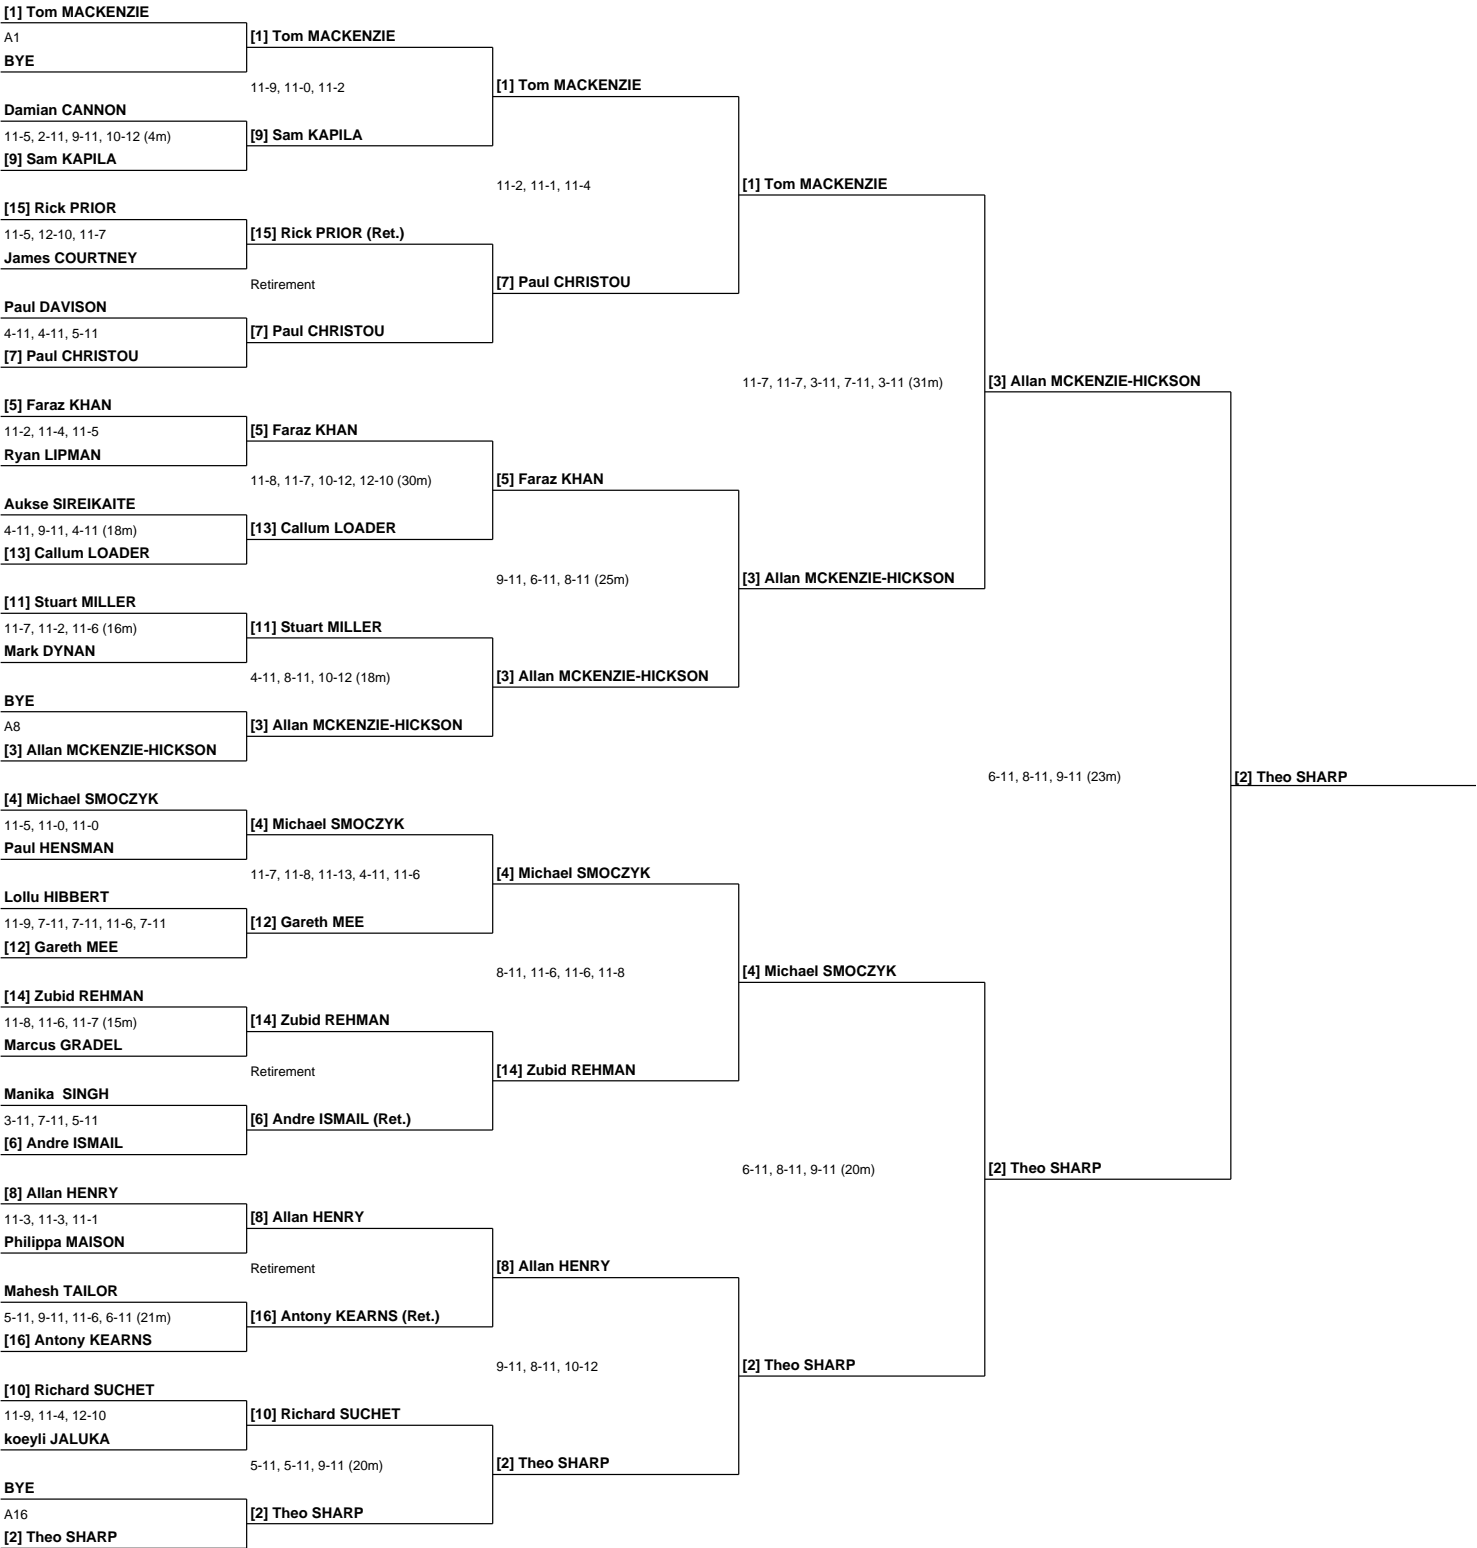 [1] Tom MACKENZIE
A1
BYE
Damian CANNON
11-5, 2-11, 9-11, 10-12 (4m)
[9] Sam KAPILA
[15] Rick PRIOR
11-5, 12-10, 11-7
James COURTNEY
Paul DAVISON
4-11, 4-11, 5-11
[7] Paul CHRISTOU
[5] Faraz KHAN
11-2, 11-4, 11-5
Ryan LIPMAN
Aukse SIREIKAITE
4-11, 9-11, 4-11 (18m)
[13] Callum LOADER
[11] Stuart MILLER
11-7, 11-2, 11-6 (16m)
Mark DYNAN
BYE
A8
[3] Allan MCKENZIE-HICKSON
[4] Michael SMOCZYK
11-5, 11-0, 11-0
Paul HENSMAN
Lollu HIBBERT
11-9, 7-11, 7-11, 11-6, 7-11
[12] Gareth MEE
[14] Zubid REHMAN
11-8, 11-6, 11-7 (15m)
Marcus GRADEL
Manika  SINGH
3-11, 7-11, 5-11
[6] Andre ISMAIL
[8] Allan HENRY
11-3, 11-3, 11-1
Philippa MAISON
Mahesh TAILOR
5-11, 9-11, 11-6, 6-11 (21m)
[16] Antony KEARNS
[10] Richard SUCHET
11-9, 11-4, 12-10
koeyli JALUKA
BYE
A16
[2] Theo SHARP
[1] Tom MACKENZIE
11-9, 11-0, 11-2
[9] Sam KAPILA
[15] Rick PRIOR (Ret.)
Retirement
[7] Paul CHRISTOU
[5] Faraz KHAN
11-8, 11-7, 10-12, 12-10 (30m)
[13] Callum LOADER
[11] Stuart MILLER
4-11, 8-11, 10-12 (18m)
[3] Allan MCKENZIE-HICKSON
[4] Michael SMOCZYK
11-7, 11-8, 11-13, 4-11, 11-6
[12] Gareth MEE
[14] Zubid REHMAN
Retirement
[6] Andre ISMAIL (Ret.)
[8] Allan HENRY
Retirement
[16] Antony KEARNS (Ret.)
[10] Richard SUCHET
5-11, 5-11, 9-11 (20m)
[2] Theo SHARP
[1] Tom MACKENZIE
11-2, 11-1, 11-4
[7] Paul CHRISTOU
[5] Faraz KHAN
9-11, 6-11, 8-11 (25m)
[3] Allan MCKENZIE-HICKSON
[4] Michael SMOCZYK
8-11, 11-6, 11-6, 11-8
[14] Zubid REHMAN
[8] Allan HENRY
9-11, 8-11, 10-12
[2] Theo SHARP
[1] Tom MACKENZIE
11-7, 11-7, 3-11, 7-11, 3-11 (31m)
[3] Allan MCKENZIE-HICKSON
[4] Michael SMOCZYK
6-11, 8-11, 9-11 (20m)
[2] Theo SHARP
[3] Allan MCKENZIE-HICKSON
6-11, 8-11, 9-11 (23m)
[2] Theo SHARP
[2] Theo SHARP